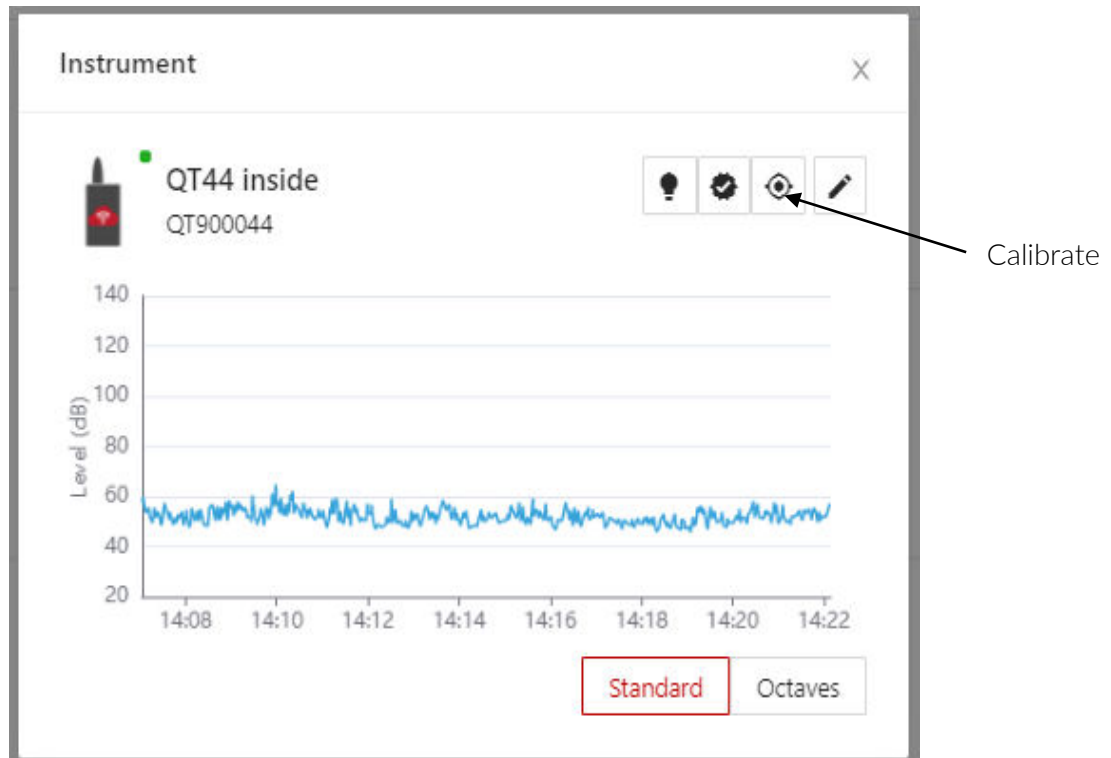 Instrument
X
QT44 inside
QT900044
Calibrate
140
120
100
80
60
40
20
Level (dB)
14:08 14:10 14:12 14:14 14:16 14:18 14:20 14:22
Standard Octaves